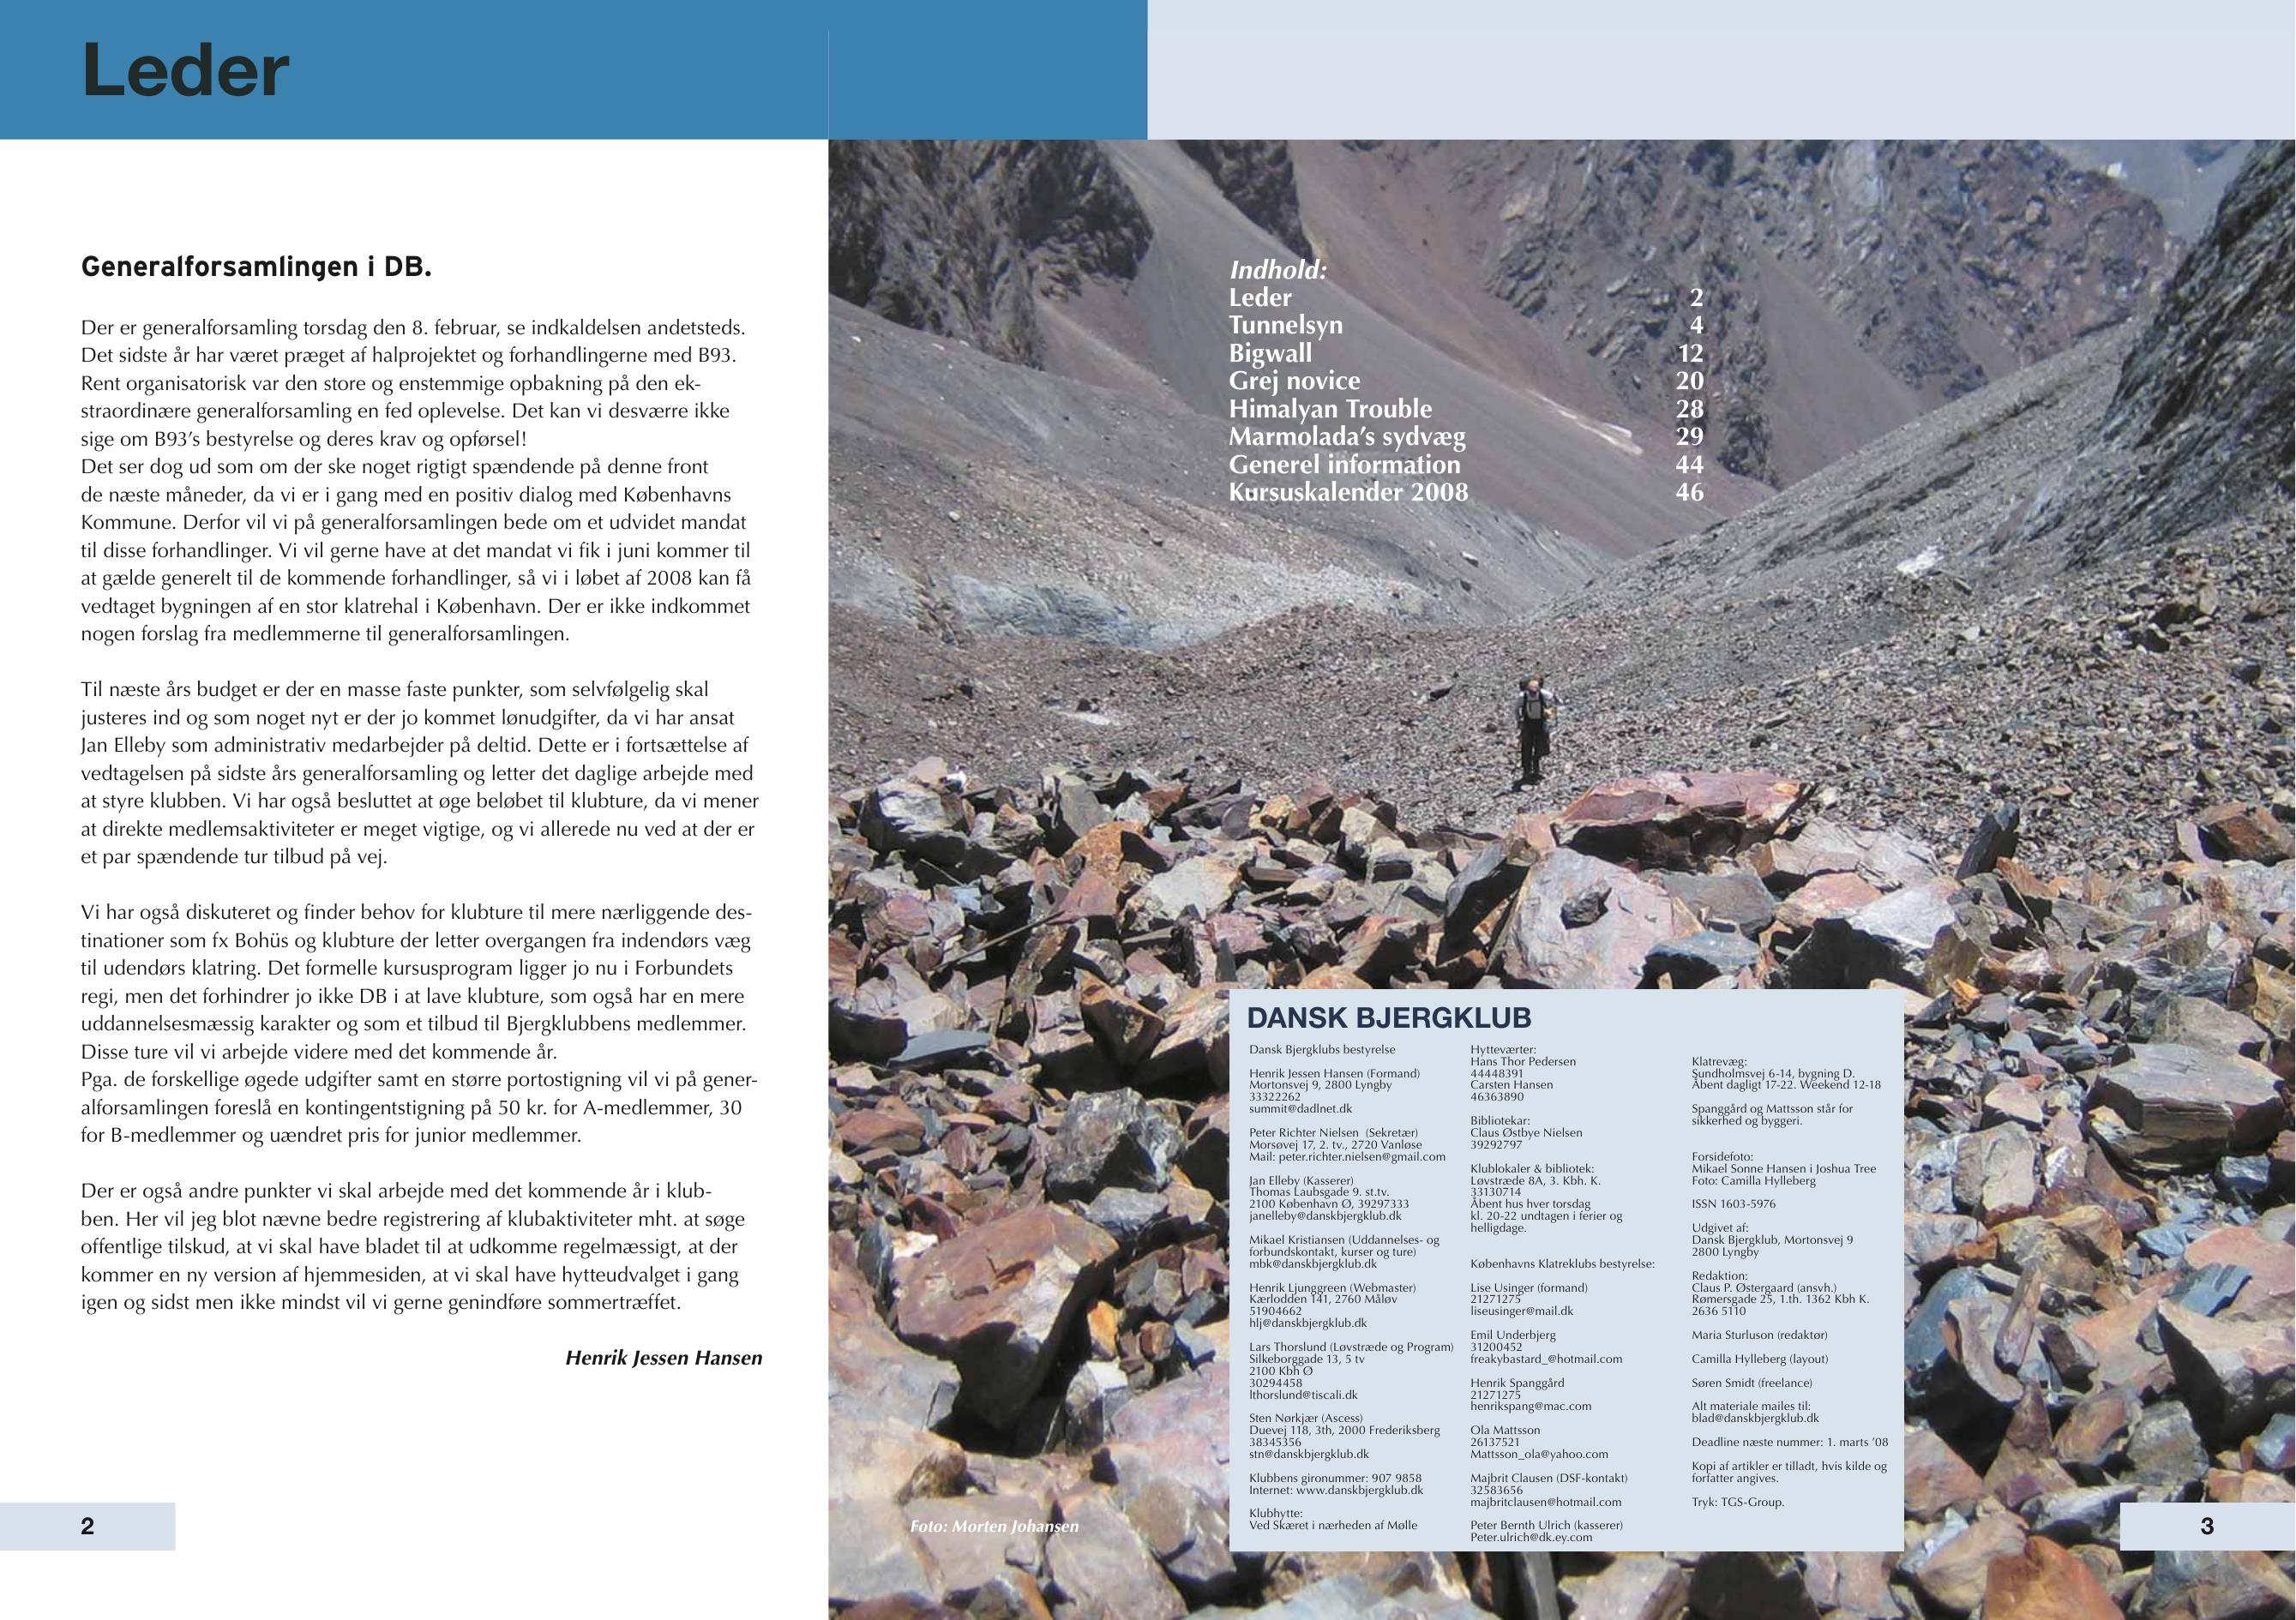 Leder
Generalforsamlingen i DB.
Der er generalforsamling torsdag den 8. februar, se indkaldelsen andetsteds.
Det sidste år har været præget af halprojektet og forhandlingerne med B93.
Rent organisatorisk var den store og enstemmige opbakning på den ek-
straordinære generalforsamling en fed oplevelse. Det kan vi desværre ikke
sige om B93’s bestyrelse og deres krav og opførsel!
Det ser dog ud som om der ske noget rigtigt spændende på denne front
de næste måneder, da vi er i gang med en positiv dialog med Københavns
Kommune. Derfor vil vi på generalforsamlingen bede om et udvidet mandat
til disse forhandlinger. Vi vil gerne have at det mandat vi fik i juni kommer til
at gælde generelt til de kommende forhandlinger, så vi i løbet af 2008 kan få
vedtaget bygningen af en stor klatrehal i København. Der er ikke indkommet
nogen forslag fra medlemmerne til generalforsamlingen.
Til næste års budget er der en masse faste punkter, som selvfølgelig skal
justeres ind og som noget nyt er der jo kommet lønudgifter, da vi har ansat
Jan Elleby som administrativ medarbejder på deltid. Dette er i fortsættelse af
vedtagelsen på sidste års generalforsamling og letter det daglige arbejde med
at styre klubben. Vi har også besluttet at øge beløbet til klubture, da vi mener
at direkte medlemsaktiviteter er meget vigtige, og vi allerede nu ved at der er
et par spændende tur tilbud på vej.
Vi har også diskuteret og finder behov for klubture til mere nærliggende des-
tinationer som fx Bohüs og klubture der letter overgangen fra indendørs væg
til udendørs klatring. Det formelle kursusprogram ligger jo nu i Forbundets
regi, men det forhindrer jo ikke DB i at lave klubture, som også har en mere
uddannelsesmæssig karakter og som et tilbud til Bjergklubbens medlemmer.
Disse ture vil vi arbejde videre med det kommende år.
Pga. de forskellige øgede udgifter samt en større portostigning vil vi på gener-
alforsamlingen foreslå en kontingentstigning på 50 kr. for A-medlemmer, 30
for B-medlemmer og uændret pris for junior medlemmer.
Der er også andre punkter vi skal arbejde med det kommende år i klub-
ben. Her vil jeg blot nævne bedre registrering af klubaktiviteter mht. at søge
offentlige tilskud, at vi skal have bladet til at udkomme regelmæssigt, at der
kommer en ny version af hjemmesiden, at vi skal have hytteudvalget i gang
igen og sidst men ikke mindst vil vi gerne genindføre sommertræffet.
Henrik Jessen Hansen
2
Indhold:
Leder 2
Tunnelsyn 4
Bigwall 12
Grej novice 20
Himalyan Trouble 28
Marmolada’s sydvæg 29
Generel information 44
Kursuskalender 2008 46
DANSK BJERGKLUB
Dansk Bjergklubs bestyrelse
Henrik Jessen Hansen (Formand)
Mortonsvej 9, 2800 Lyngby
33322262
summit@dadlnet.dk
Peter Richter Nielsen (Sekretær)
Morsøvej 17, 2. tv., 2720 Vanløse
Mail: peter.richter.nielsen@gmail.com
Jan Elleby (Kasserer)
Thomas Laubsgade 9. st.tv.
2100 København Ø, 39297333
janelleby@danskbjergklub.dk
Mikael Kristiansen (Uddannelses- og
forbundskontakt, kurser og ture)
mbk@danskbjergklub.dk
Henrik Ljunggreen (Webmaster)
Kærlodden 141, 2760 Måløv
51904662
hlj@danskbjergklub.dk
Lars Thorslund (Løvstræde og Program)
Silkeborggade 13, 5 tv
2100 Kbh Ø
30294458
lthorslund@tiscali.dk
Sten Nørkjær (Ascess)
Duevej 118, 3th, 2000 Frederiksberg
38345356
stn@danskbjergklub.dk
Klubbens gironummer: 907 9858
Internet: www.danskbjergklub.dk
Klubhytte:
Ved Skæret i nærheden af Mølle
Hytteværter:
Hans Thor Pedersen
44448391
Carsten Hansen
46363890
Bibliotekar:
Claus Østbye Nielsen
39292797
Klublokaler & bibliotek:
Løvstræde 8A, 3. Kbh. K.
33130714
Åbent hus hver torsdag
kl. 20-22 undtagen i ferier og
helligdage.
Københavns Klatreklubs bestyrelse:
Lise Usinger (formand)
21271275
liseusinger@mail.dk
Emil Underbjerg
31200452
freakybastard_@hotmail.com
Henrik Spanggård
21271275
henrikspang@mac.com
Ola Mattsson
26137521
Mattsson_ola@yahoo.com
Majbrit Clausen (DSF-kontakt)
32583656
majbritclausen@hotmail.com
Peter Bernth Ulrich (kasserer)
Peter.ulrich@dk.ey.com
Klatrevæg:
Sundholmsvej 6-14, bygning D.
Åbent dagligt 17-22. Weekend 12-18
Spanggård og Mattsson står for
sikkerhed og byggeri.
Forsidefoto:
Mikael Sonne Hansen i Joshua Tree
Foto: Camilla Hylleberg
ISSN 1603-5976
Udgivet af:
Dansk Bjergklub, Mortonsvej 9
2800 Lyngby
Redaktion:
Claus P. Østergaard (ansvh.)
Rømersgade 25, 1.th. 1362 Kbh K.
2636 5110
Maria Sturluson (redaktør)
Camilla Hylleberg (layout)
Søren Smidt (freelance)
Alt materiale mailes til:
blad@danskbjergklub.dk
Deadline næste nummer: 1. marts ’08
Kopi af artikler er tilladt, hvis kilde og
forfatter angives.
Tryk: TGS-Group.
Foto: Morten Johansen
3